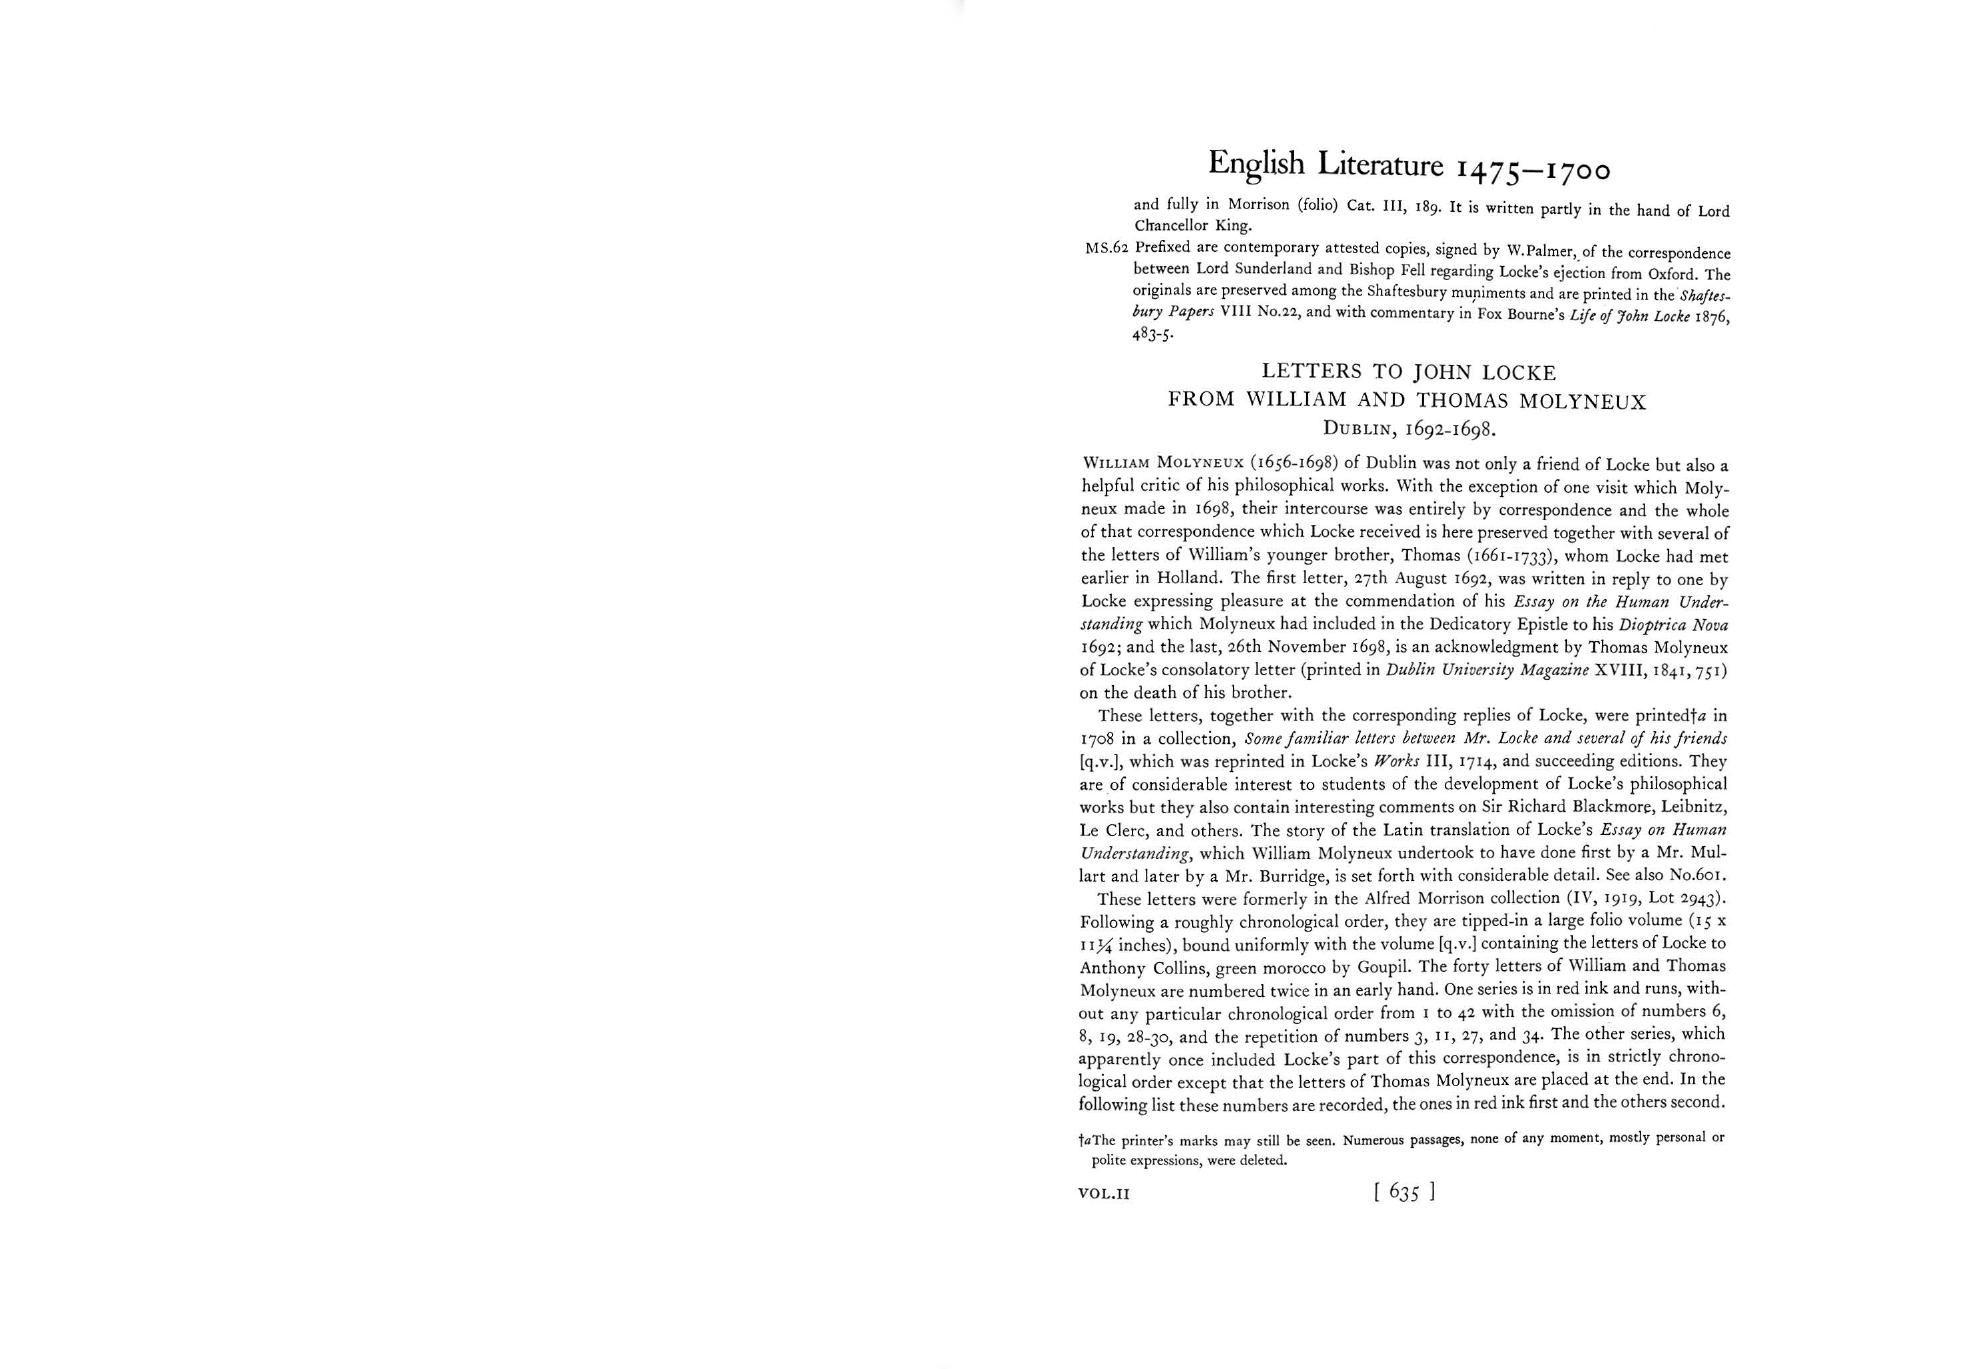 English Literature 1475–1700
and fully in Morrison (folio) Cat. III, 189. It is written partly in the hand of Lord
Chancellor King.
MS.62 Prefixed are contemporary attested copies, signed by W.Palmer, of the correspondence
between Lord Sunderland and Bishop Fell regarding Locke's ejection from Oxford. The
originals are preserved among the Shaftesbury muniments and are printed in the Shaftes-
bury Papers VIII No.22, and with commentary in Fox Bourne's Life of John Locke 1876,
483-5.
LETTERS TO JOHN LOCKE
FROM WILLIAM AND THOMAS MOLYNEUX
DUBLIN, 1692-1698.
WILLIAM MOLYNEUX (1656-1698) of Dublin was not only a friend of Locke but also a
helpful critic of his philosophical works. With the exception of one visit which Moly-
neux made in 1698, their intercourse was entirely by correspondence and the whole
of that correspondence which Locke received is here preserved together with several of
the letters of William's younger brother, Thomas (1661-1733), whom Locke had met
earlier in Holland. The first letter, 27th August 1692, was written in reply to one by
Locke expressing pleasure at the commendation of his Essay on the Human Under-
standing which Molyneux had included in the Dedicatory Epistle to his Dioptrica Nova
1692; and the last, 26th November 1698, is an acknowledgment by Thomas Molyneux
of Locke's consolatory letter (printed in Dublin University Magazine XVIII, 1841, 751)
on the death of his brother.
These letters, together with the corresponding replies of Locke, were printed†a in
1708 in a collection, Some familiar letters between Mr. Locke and several of his friends
[q.v.], which was reprinted in Locke's Works III, 1714, and succeeding editions. They
are of considerable interest to students of the development of Locke's philosophical
works but they also contain interesting comments on Sir Richard Blackmore, Leibnitz,
Le Clerc, and others. The story of the Latin translation of Locke's Essay on Human
Understanding, which William Molyneux undertook to have done first by a Mr. Mul-
lart and later by a Mr. Burridge, is set forth with considerable detail. See also No.601.
These letters were formerly in the Alfred Morrison collection (IV, 1919, Lot 2943).
Following a roughly chronological order, they are tipped-in a large folio volume (15 x
11¼ inches), bound uniformly with the volume [q.v.] containing the letters of Locke to
Anthony Collins, green morocco by Goupil. The forty letters of William and Thomas
Molyneux are numbered twice in an early hand. One series is in red ink and runs, with-
out any particular chronological order from 1 to 42 with the omission of numbers 6,
8, 19, 28-30, and the repetition of numbers 3, 11, 27, and 34. The other series, which
apparently once included Locke's part of this correspondence, is in strictly chrono-
logical order except that the letters of Thomas Molyneux are placed at the end. In the
following list these numbers are recorded, the ones in red ink first and the others second.
†aThe printer's marks may still be seen. Numerous passages, none of any moment, mostly personal or
polite expressions, were deleted.
VOL.II [ 635 ]